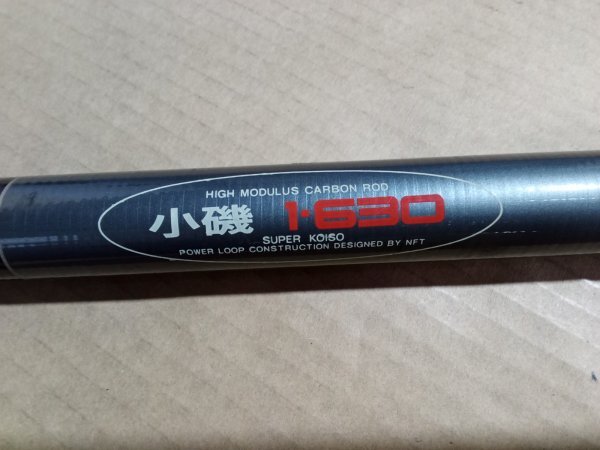 HIGH MODULUS CARBON ROD
小磯 1-630
SUPER KOISO
POWER LOOP CONSTRUCTION DESIGNED BY NFT